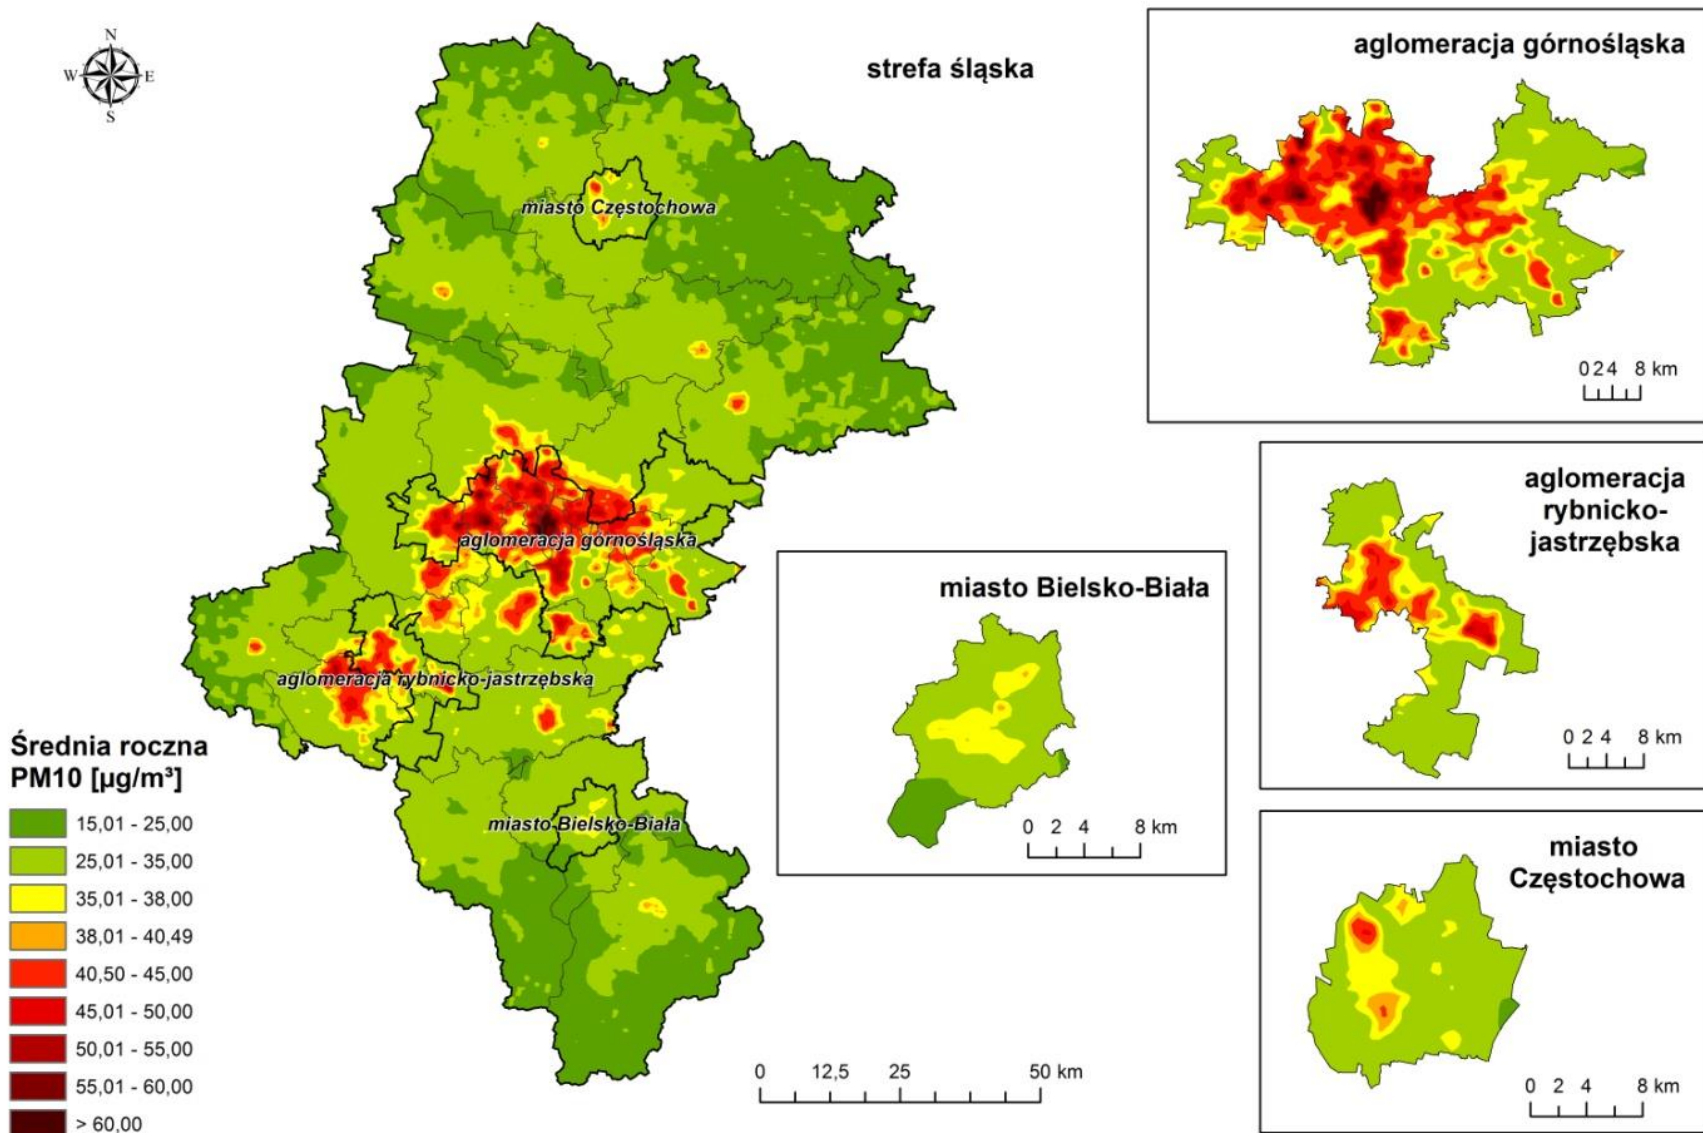 N
W
E
S
strefa śląska
miasto Częstochowa
aglomeracja górnośląska
aglomeracja rybnicko-jastrzębska
miasto Bielsko-Biała
Średnia roczna
PM10 [µg/m³]
15,01 - 25,00
25,01 - 35,00
35,01 - 38,00
38,01 - 40,49
40,50 - 45,00
45,01 - 50,00
50,01 - 55,00
55,01 - 60,00
> 60,00
0 12,5 25 50 km
miasto Bielsko-Biała
0 2 4 8 km
aglomeracja górnośląska
0 2 4 8 km
aglomeracja
rybnicko-
jastrzębska
0 2 4 8 km
miasto
Częstochowa
0 2 4 8 km